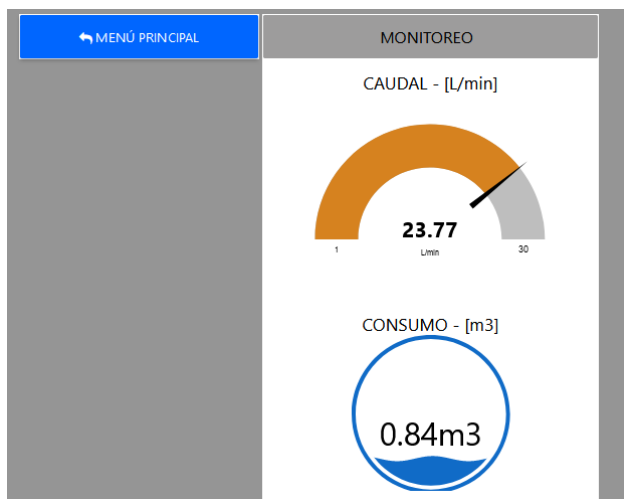 MENÚ PRINCIPAL
MONITOREO
CAUDAL - [L/min]
23.77
1
L/min
30
CONSUMO - [m3]
0.84m3